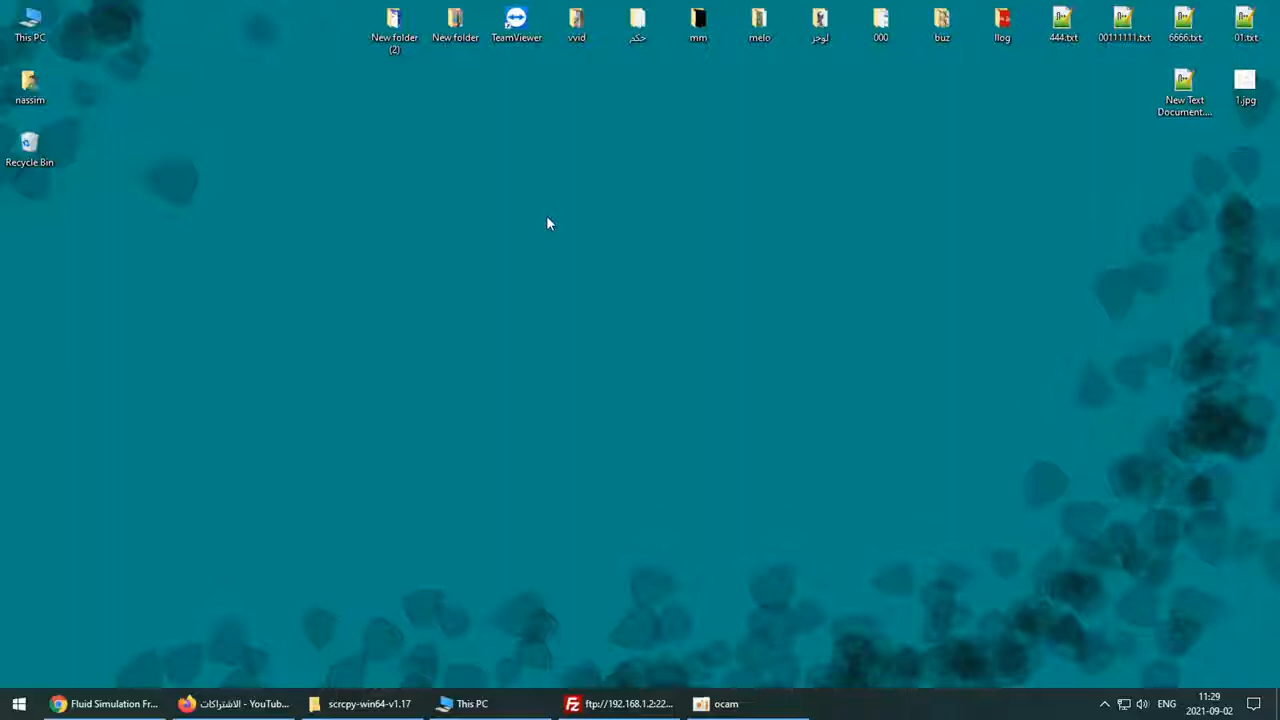 This PC
New folder (2)
New folder
TeamViewer
vvid
حكم
mm
melo
لوجز
000
buz
llog
444.txt
00111111.txt
6666.txt
01.txt
nassim
New Text Document....
1.jpg
Recycle Bin
Fluid Simulation Fr...
الاشتراكات - YouTub...
scrcpy-win64-v1.17
This PC
ftp://192.168.1.2:22...
ocam
ENG
11:29
2021-09-02